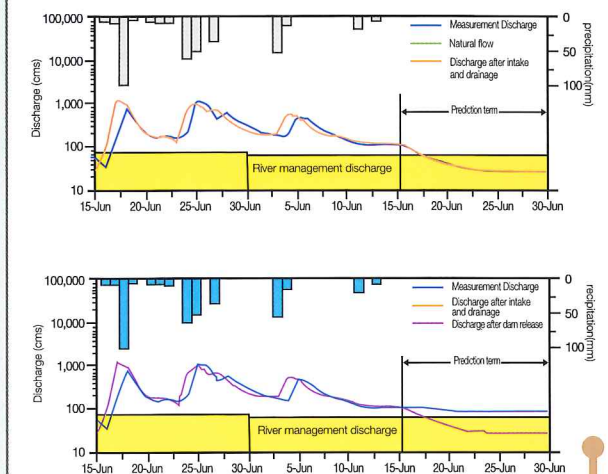 100,000
10,000
1,000
100
10
Discharge (cms)
0
50
100
precipitation(mm)
Measurement Discharge
Natural flow
Discharge after intake
and drainage
Prediction term
River management discharge
15-Jun 20-Jun 25-Jun 30-Jun 5-Jun 10-Jun 15-Jun 20-Jun 25-Jun 30-Jun
100,000
10,000
1,000
100
10
Discharge (cms)
0
50
100
recipitation(mm)
Measurement Discharge
Discharge after intake
and drainage
Discharge after dam release
Prediction term
River management discharge
15-Jun 20-Jun 25-Jun 30-Jun 5-Jun 10-Jun 15-Jun 20-Jun 25-Jun 30-Jun